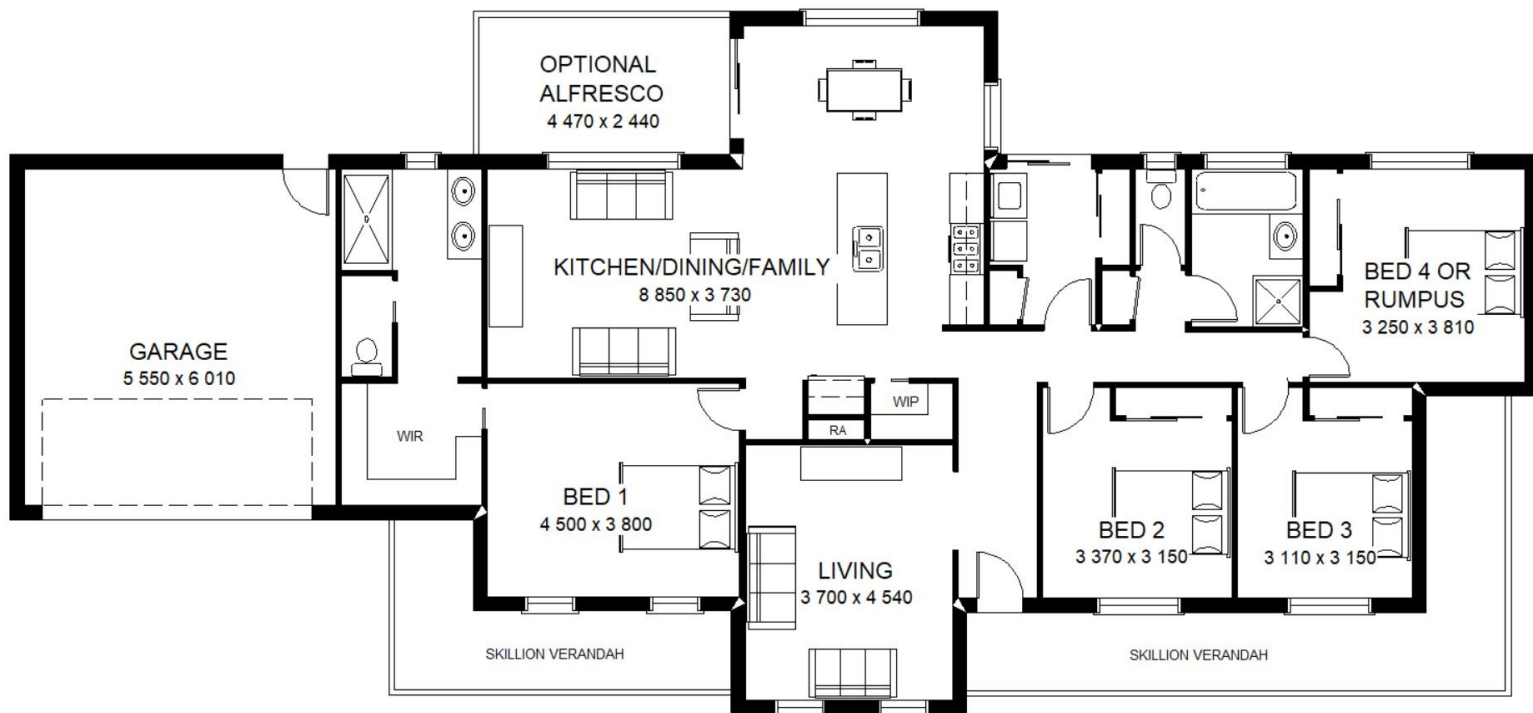 OPTIONAL
ALFRESCO
4 470 x 2 440
KITCHEN/DINING/FAMILY
8 850 x 3 730
BED 4 OR
RUMPUS
3 250 x 3 810
GARAGE
5 550 x 6 010
WIR
WIP
RA
BED 1
4 500 x 3 800
LIVING
3 700 x 4 540
BED 2
3 370 x 3 150
BED 3
3 110 x 3 150
SKILLION VERANDAH
SKILLION VERANDAH